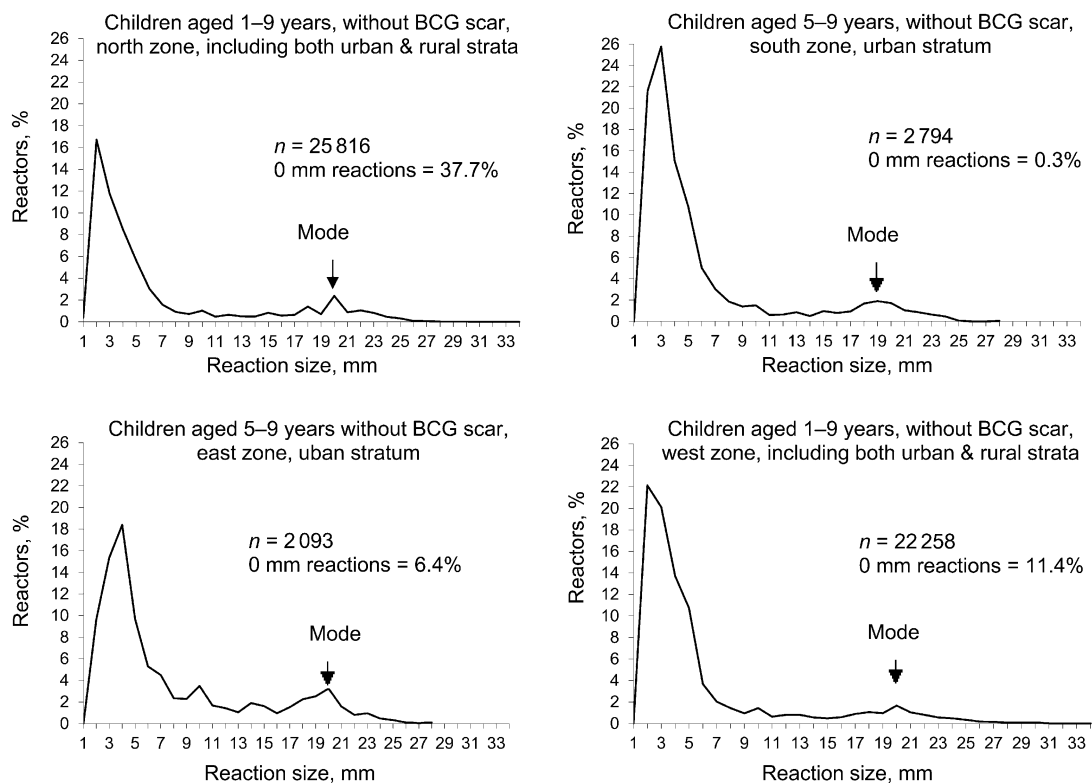 Children aged 1–9 years, without BCG scar,
north zone, including both urban & rural strata
26
24
22
20
18
16
14
12
10
8
6
4
2
0
Reactors, %
n = 25 816
0 mm reactions = 37.7%
Mode
1 3 5 7 9 11 13 15 17 19 21 23 25 27 29 31 33
Reaction size, mm
Children aged 5–9 years, without BCG scar,
south zone, urban stratum
26
24
22
20
18
16
14
12
10
8
6
4
2
0
Reactors, %
n = 2 794
0 mm reactions = 0.3%
Mode
1 3 5 7 9 11 13 15 17 19 21 23 25 27 29 31 33
Reaction size, mm
Children aged 5–9 years without BCG scar,
east zone, uban stratum
26
24
22
20
18
16
14
12
10
8
6
4
2
0
Reactors, %
n = 2 093
0 mm reactions = 6.4%
Mode
1 3 5 7 9 11 13 15 17 19 21 23 25 27 29 31 33
Reaction size, mm
Children aged 1–9 years, without BCG scar,
west zone, including both urban & rural strata
26
24
22
20
18
16
14
12
10
8
6
4
2
0
Reactors, %
n = 22 258
0 mm reactions = 11.4%
Mode
1 3 5 7 9 11 13 15 17 19 21 23 25 27 29 31 33
Reaction size, mm